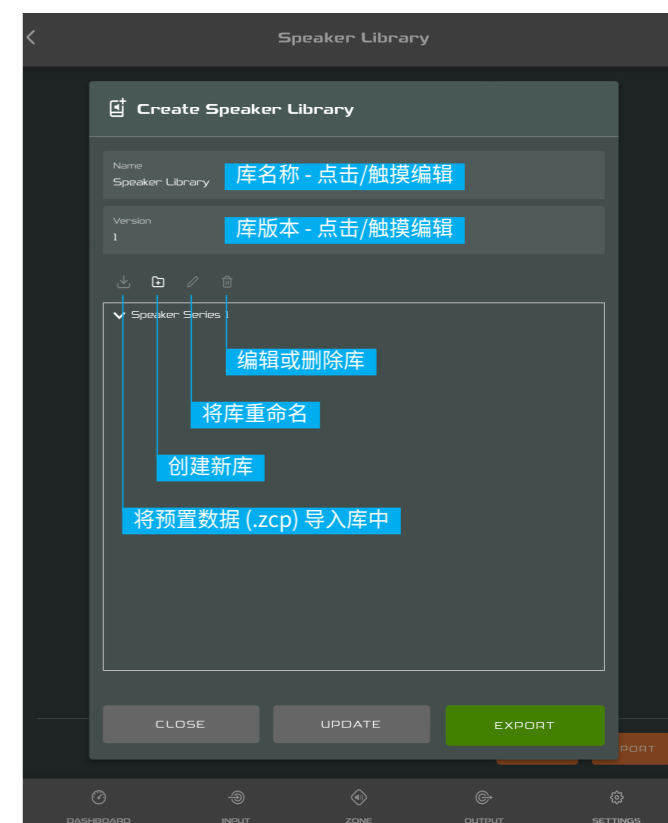 Speaker Library
Create Speaker Library
Name
Speaker Library
库名称 - 点击/触摸编辑
Version
1
库版本 - 点击/触摸编辑
Speaker Series 1
编辑或删除库
将库重命名
创建新库
将预置数据 (.zcp) 导入库中
CLOSE
UPDATE
EXPORT
PORT
DASHBOARD
INPUT
ZONE
OUTPUT
SETTINGS